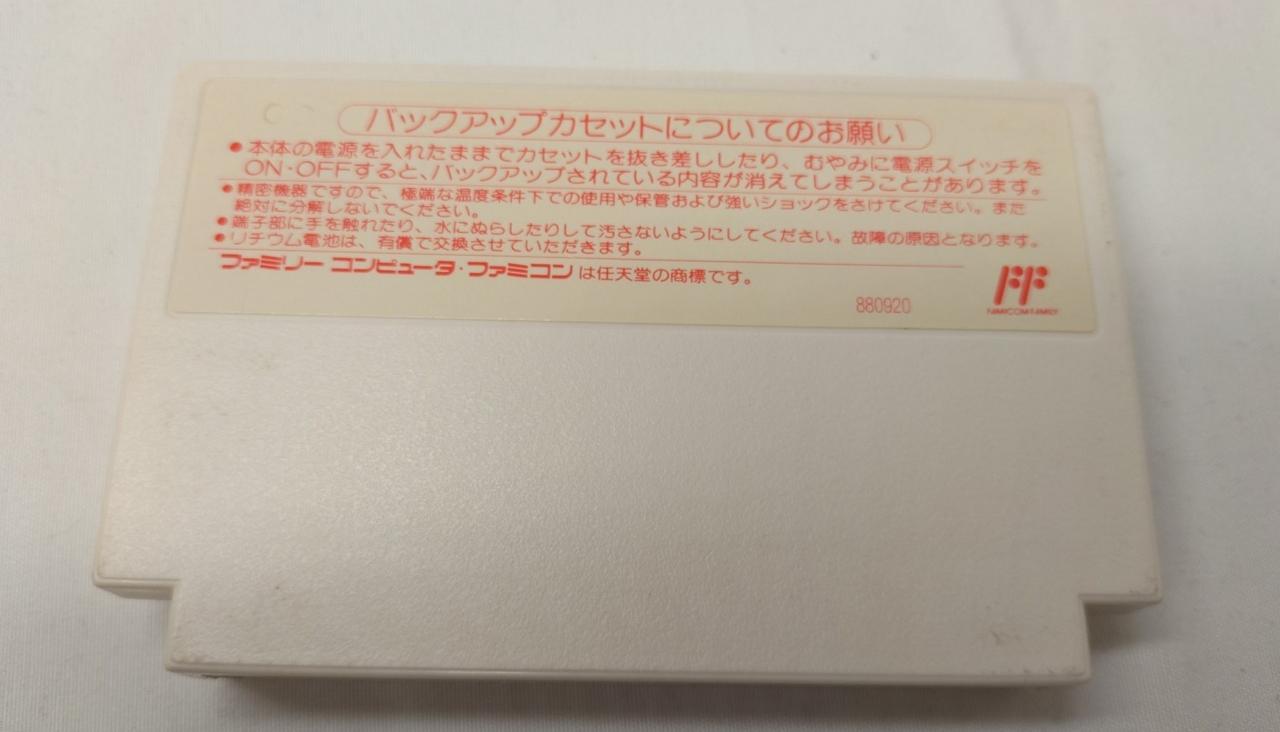 バックアップカセットについてのお願い
●本体の電源を入れたままでカセットを抜き差ししたり、むやみに電源スイッチを
ON・OFFすると、バックアップされている内容が消えてしまうことがあります。
●精密機器ですので、極端な温度条件下での使用や保管および強いショックをさけてください。また
絶対に分解しないでください。
●端子部に手を触れたり、水にぬらしたりして汚さないようにしてください。故障の原因となります。
●リチウム電池は、有償で交換させていただきます。
ファミリーコンピュータ・ファミコンは任天堂の商標です。
880920
FF
FAMICOM FAMILY